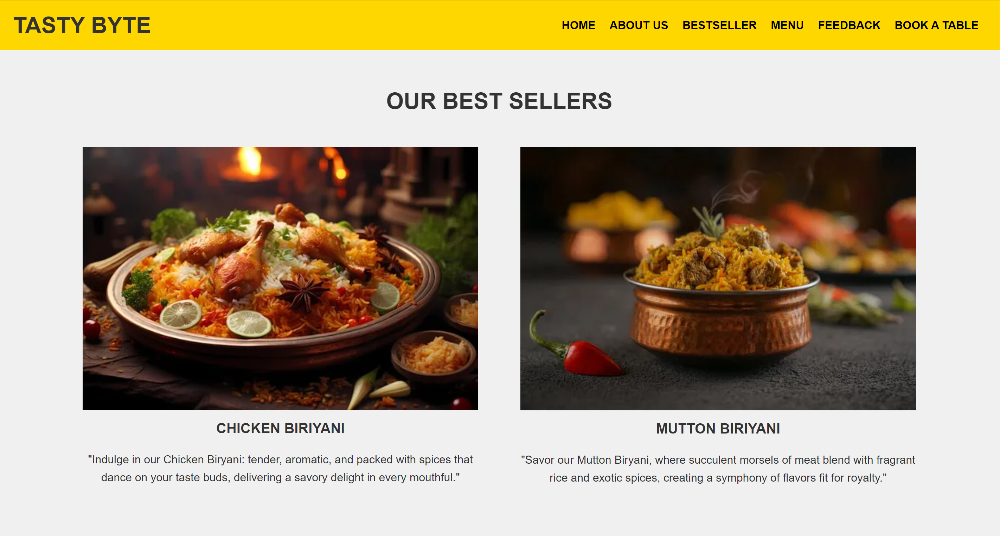 TASTY BYTE
HOME ABOUT US BESTSELLER MENU FEEDBACK BOOK A TABLE
OUR BEST SELLERS
CHICKEN BIRIYANI
"Indulge in our Chicken Biryani: tender, aromatic, and packed with spices that
dance on your taste buds, delivering a savory delight in every mouthful."
MUTTON BIRIYANI
"Savor our Mutton Biryani, where succulent morsels of meat blend with fragrant
rice and exotic spices, creating a symphony of flavors fit for royalty."